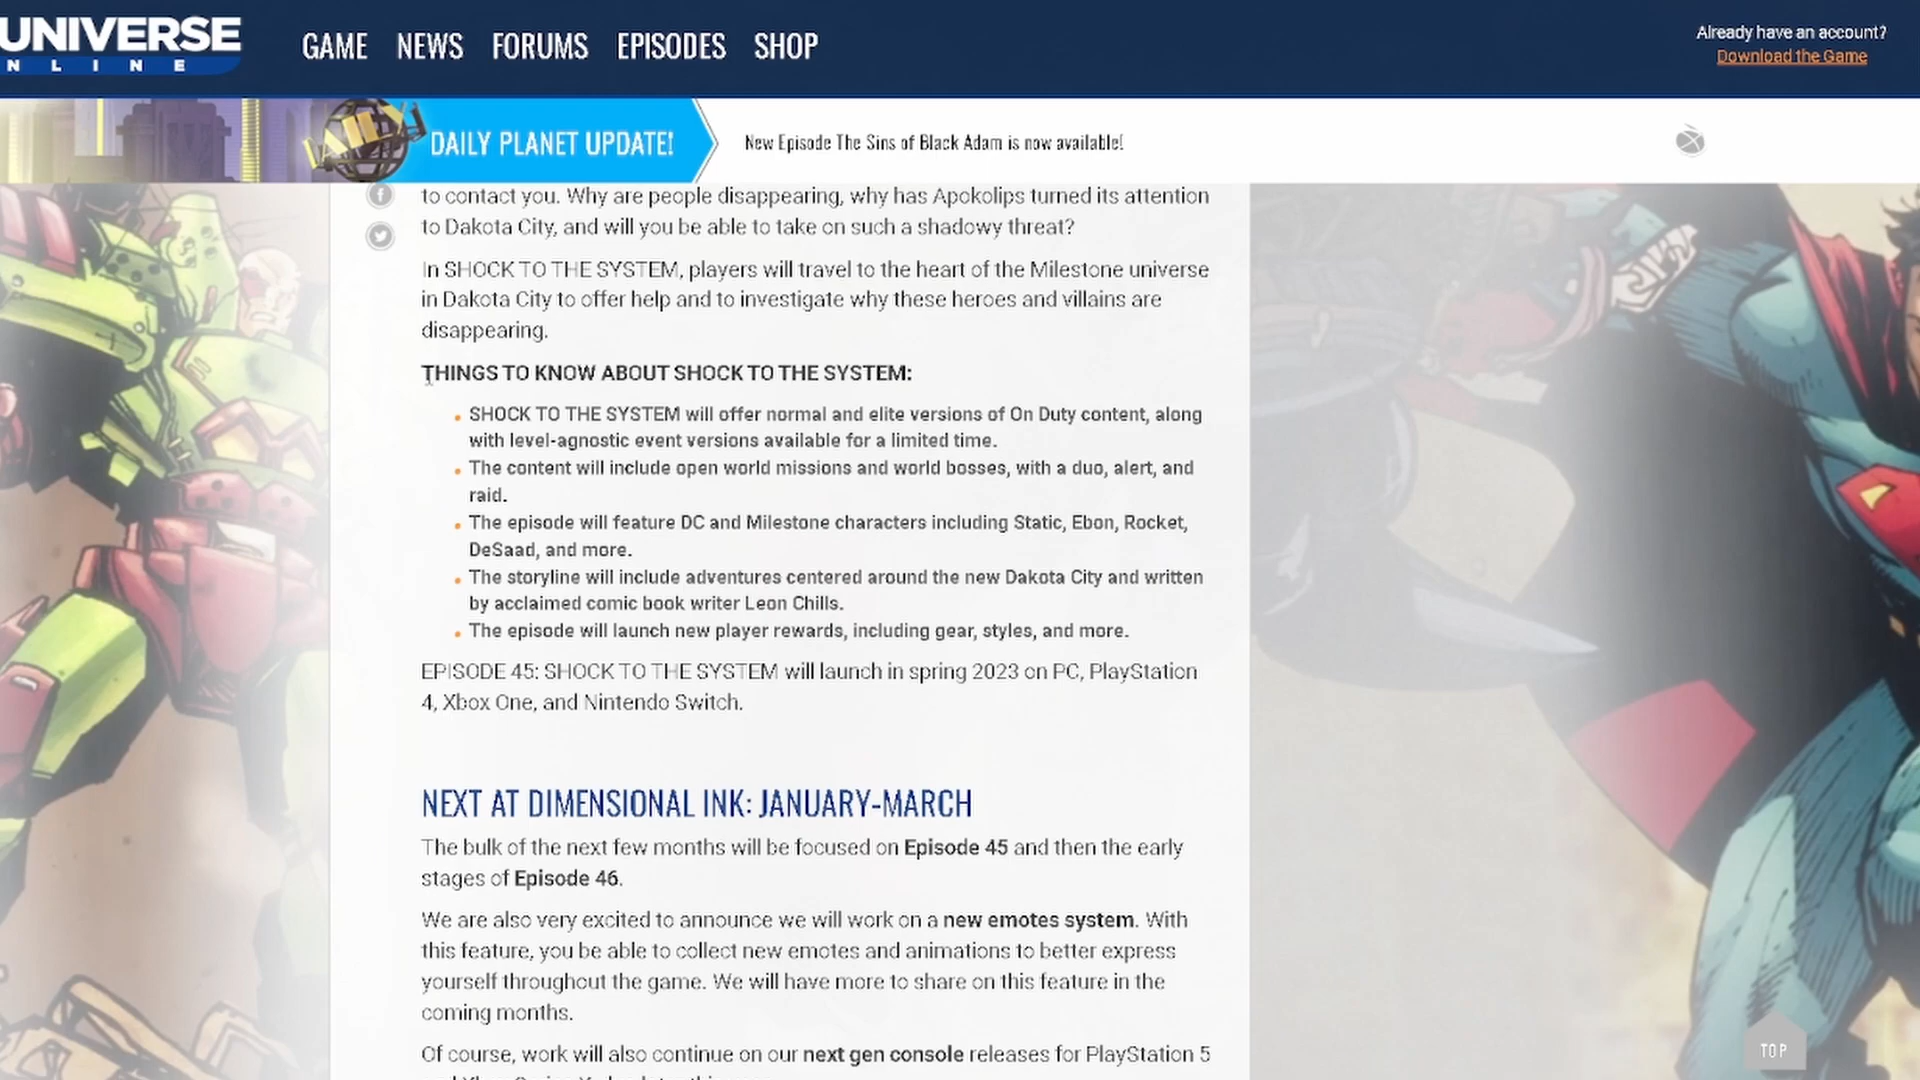 UNIVERSE
NLINE
GAME NEWS FORUMS EPISODES SHOP
Already have an account?
Download the Game
DAILY PLANET UPDATE!
New Episode The Sins of Black Adam is now available!
to contact you. Why are people disappearing, why has Apokolips turned its attention
to Dakota City, and will you be able to take on such a shadowy threat?
In SHOCK TO THE SYSTEM, players will travel to the heart of the Milestone universe
in Dakota City to offer help and to investigate why these heroes and villains are
disappearing.
THINGS TO KNOW ABOUT SHOCK TO THE SYSTEM:
SHOCK TO THE SYSTEM will offer normal and elite versions of On Duty content, along
with level-agnostic event versions available for a limited time.
The content will include open world missions and world bosses, with a duo, alert, and
raid.
The episode will feature DC and Milestone characters including Static, Ebon, Rocket,
DeSaad, and more.
The storyline will include adventures centered around the new Dakota City and written
by acclaimed comic book writer Leon Chills.
The episode will launch new player rewards, including gear, styles, and more.
EPISODE 45: SHOCK TO THE SYSTEM will launch in spring 2023 on PC, PlayStation
4, Xbox One, and Nintendo Switch.
NEXT AT DIMENSIONAL INK: JANUARY-MARCH
The bulk of the next few months will be focused on Episode 45 and then the early
stages of Episode 46.
We are also very excited to announce we will work on a new emotes system. With
this feature, you be able to collect new emotes and animations to better express
yourself throughout the game. We will have more to share on this feature in the
coming months.
Of course, work will also continue on our next gen console releases for PlayStation 5
TOP